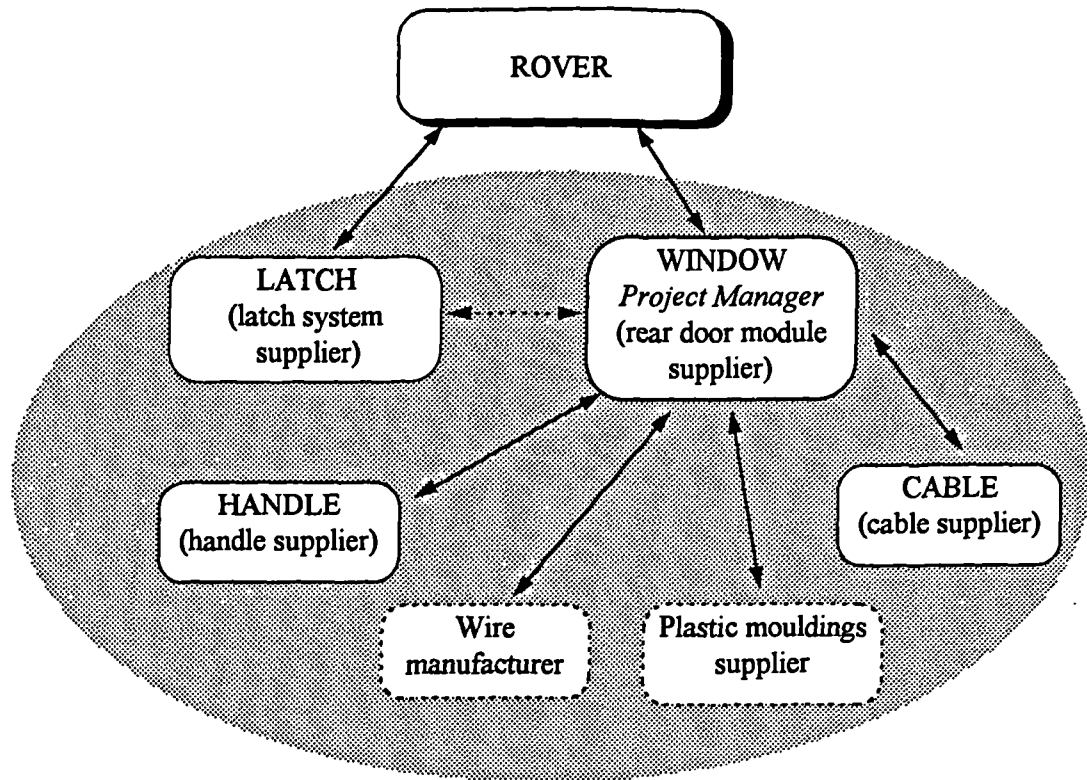 ROVER
LATCH
(latch system
supplier)
WINDOW
Project Manager
(rear door module
supplier)
HANDLE
(handle supplier)
CABLE
(cable supplier)
Wire
manufacturer
Plastic mouldings
supplier